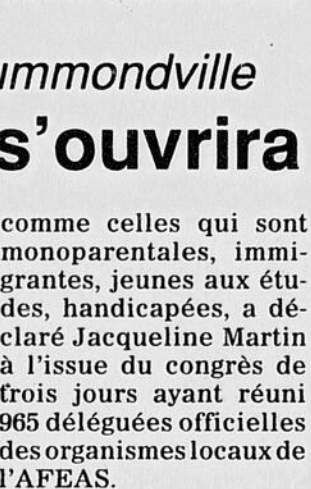 ummondville
s'ouvrira
comme celles qui sont
monoparentales, immi-
grantes, jeunes aux étu-
des, handicapées, a dé-
claré Jacqueline Martin
à l'issue du congrès de
trois jours ayant réuni
965 déléguées officielles
des organismes locaux de
l'AFEAS.